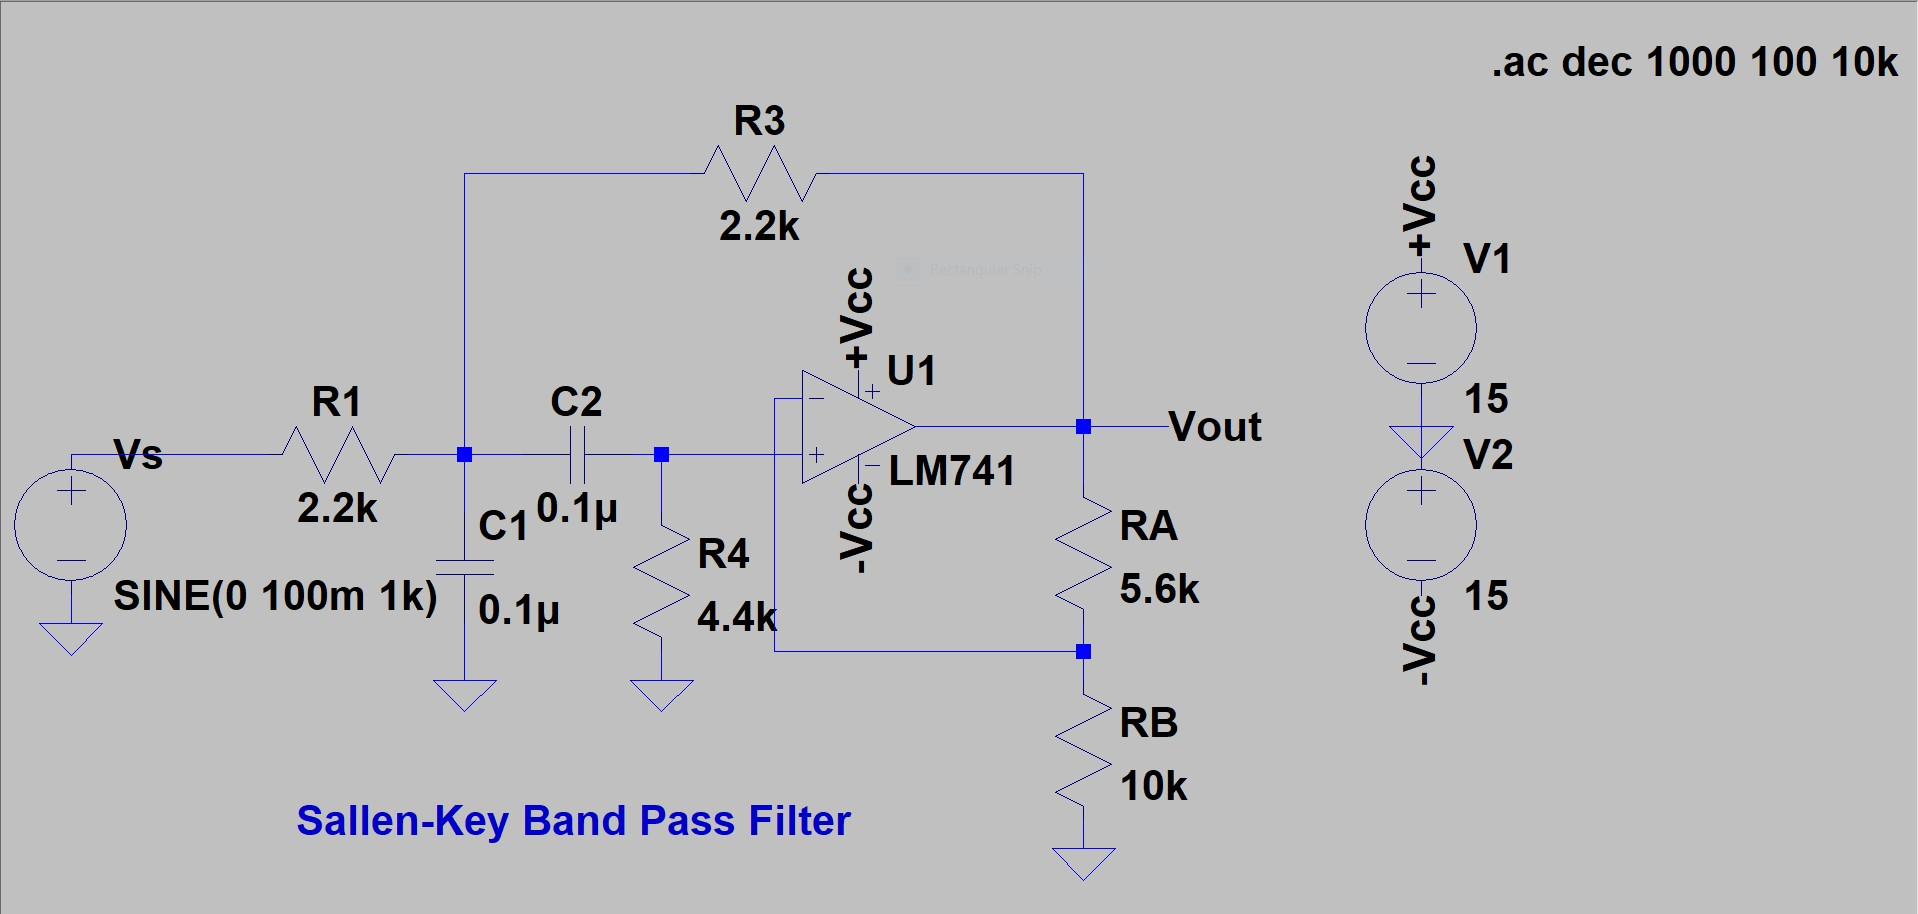 .ac dec 1000 100 10k
R3
2.2k
Rectangular Snip
+Vcc
U1
LM741
-Vcc
Vout
+Vcc
V1
15
V2
15
-Vcc
Vs
R1
2.2k
C2
0.1µ
C1
0.1µ
R4
4.4k
SINE(0 100m 1k)
RA
5.6k
RB
10k
Sallen-Key Band Pass Filter